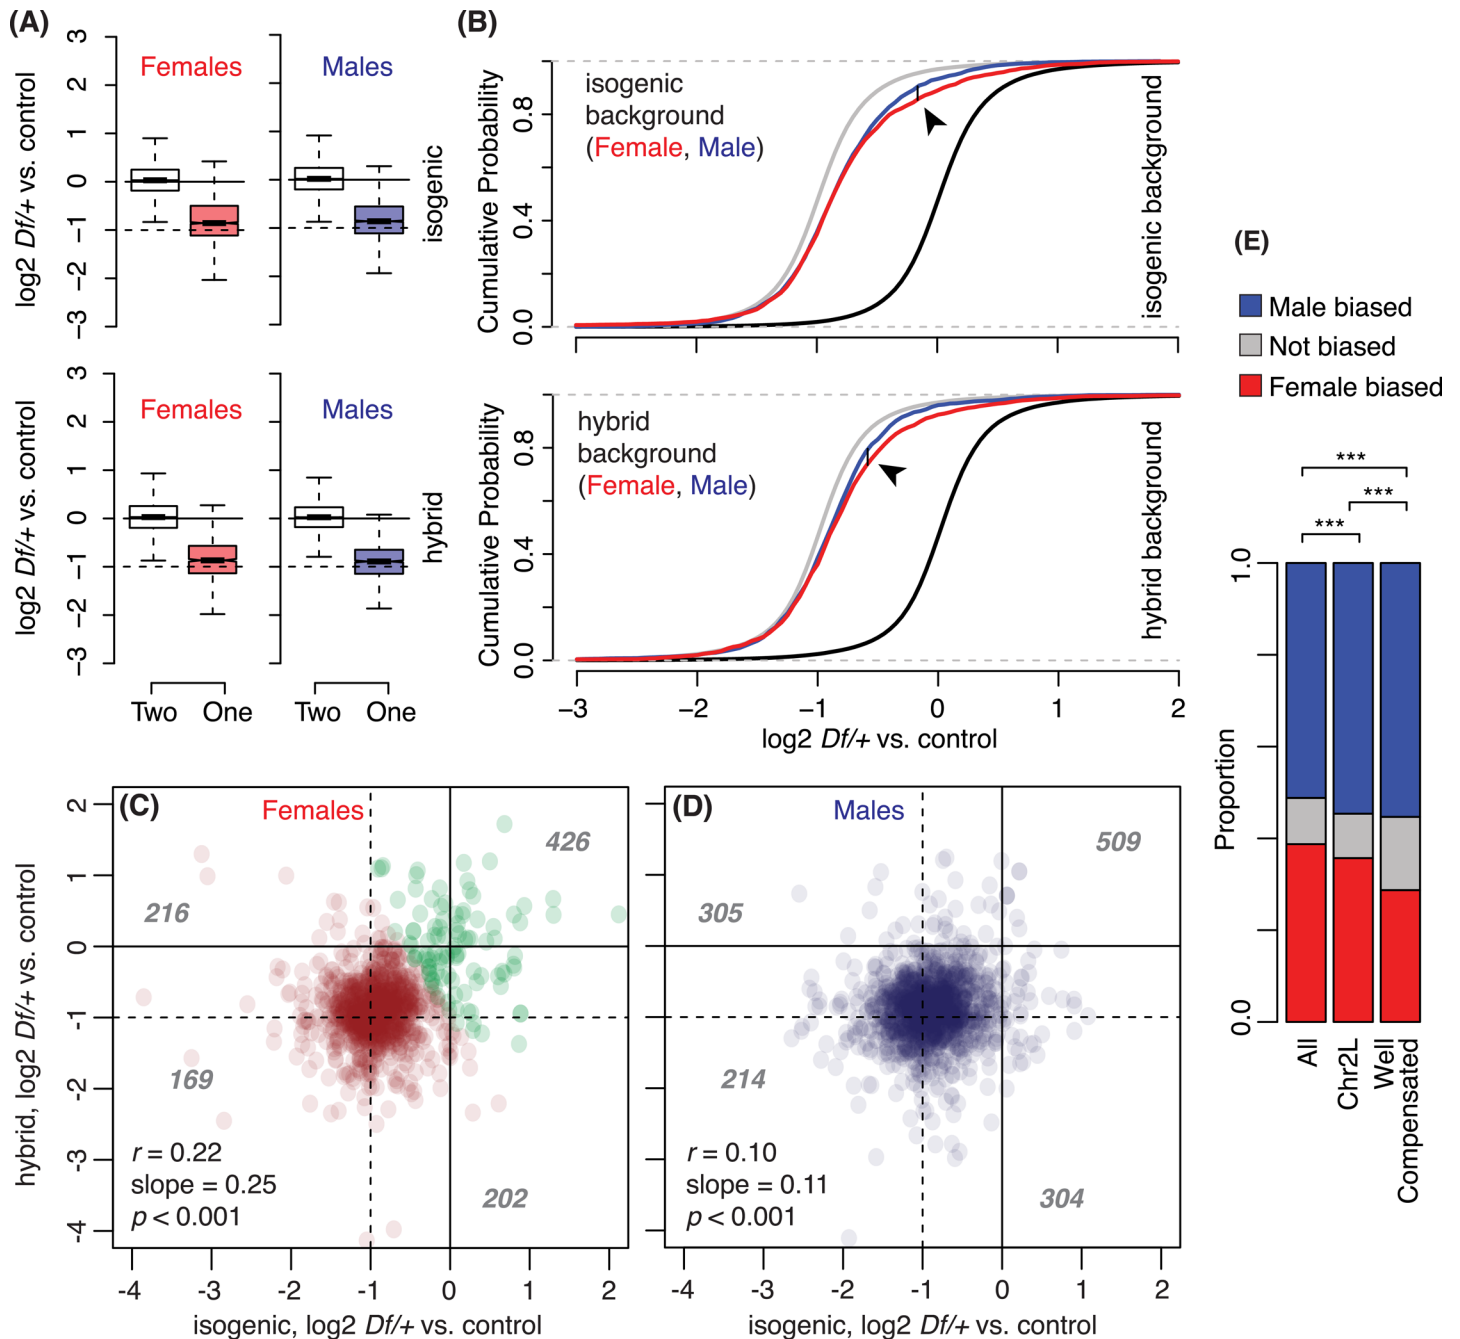 (A)
3
2
1
0
−1
−2
−3
log2 Df/+ vs. control
Females
Males
isogenic
3
2
1
0
−1
−2
−3
log2 Df/+ vs. control
Females
Males
hybrid
Two One Two One
(B)
Cumulative Probability
0.8
0.4
0.0
isogenic
background
(Female, Male)
isogenic background
Cumulative Probability
0.8
0.4
0.0
hybrid
background
(Female, Male)
hybrid background
−3 −2 −1 0 1 2
log2 Df/+ vs. control
(C)
Females
426
216
169
202
r = 0.22
slope = 0.25
p < 0.001
hybrid, log2 Df/+ vs. control
2
1
0
-1
-2
-3
-4
-4 -3 -2 -1 0 1 2
isogenic, log2 Df/+ vs. control
(D)
Males
509
305
214
304
r = 0.10
slope = 0.11
p < 0.001
-4 -3 -2 -1 0 1 2
isogenic, log2 Df/+ vs. control
(E)
Male biased
Not biased
Female biased
***
***
***
1.0
Proportion
0.0
All
Chr2L
Well
Compensated